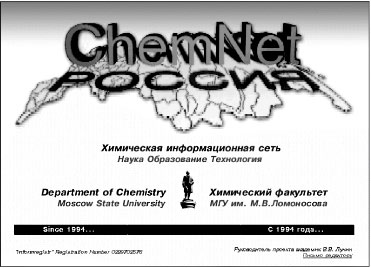 ChemNet
РОССИЯ
Химическая информационная сеть
Наука Образование Технология
Department of Chemistry
Moscow State University
Химический факультет
МГУ им. М.В.Ломоносова
Since 1994...
С 1994 года...
"Informregistr" Registration Number 0299702576
Руководитель проекта академик В.В. Лунин
Письмо редактору